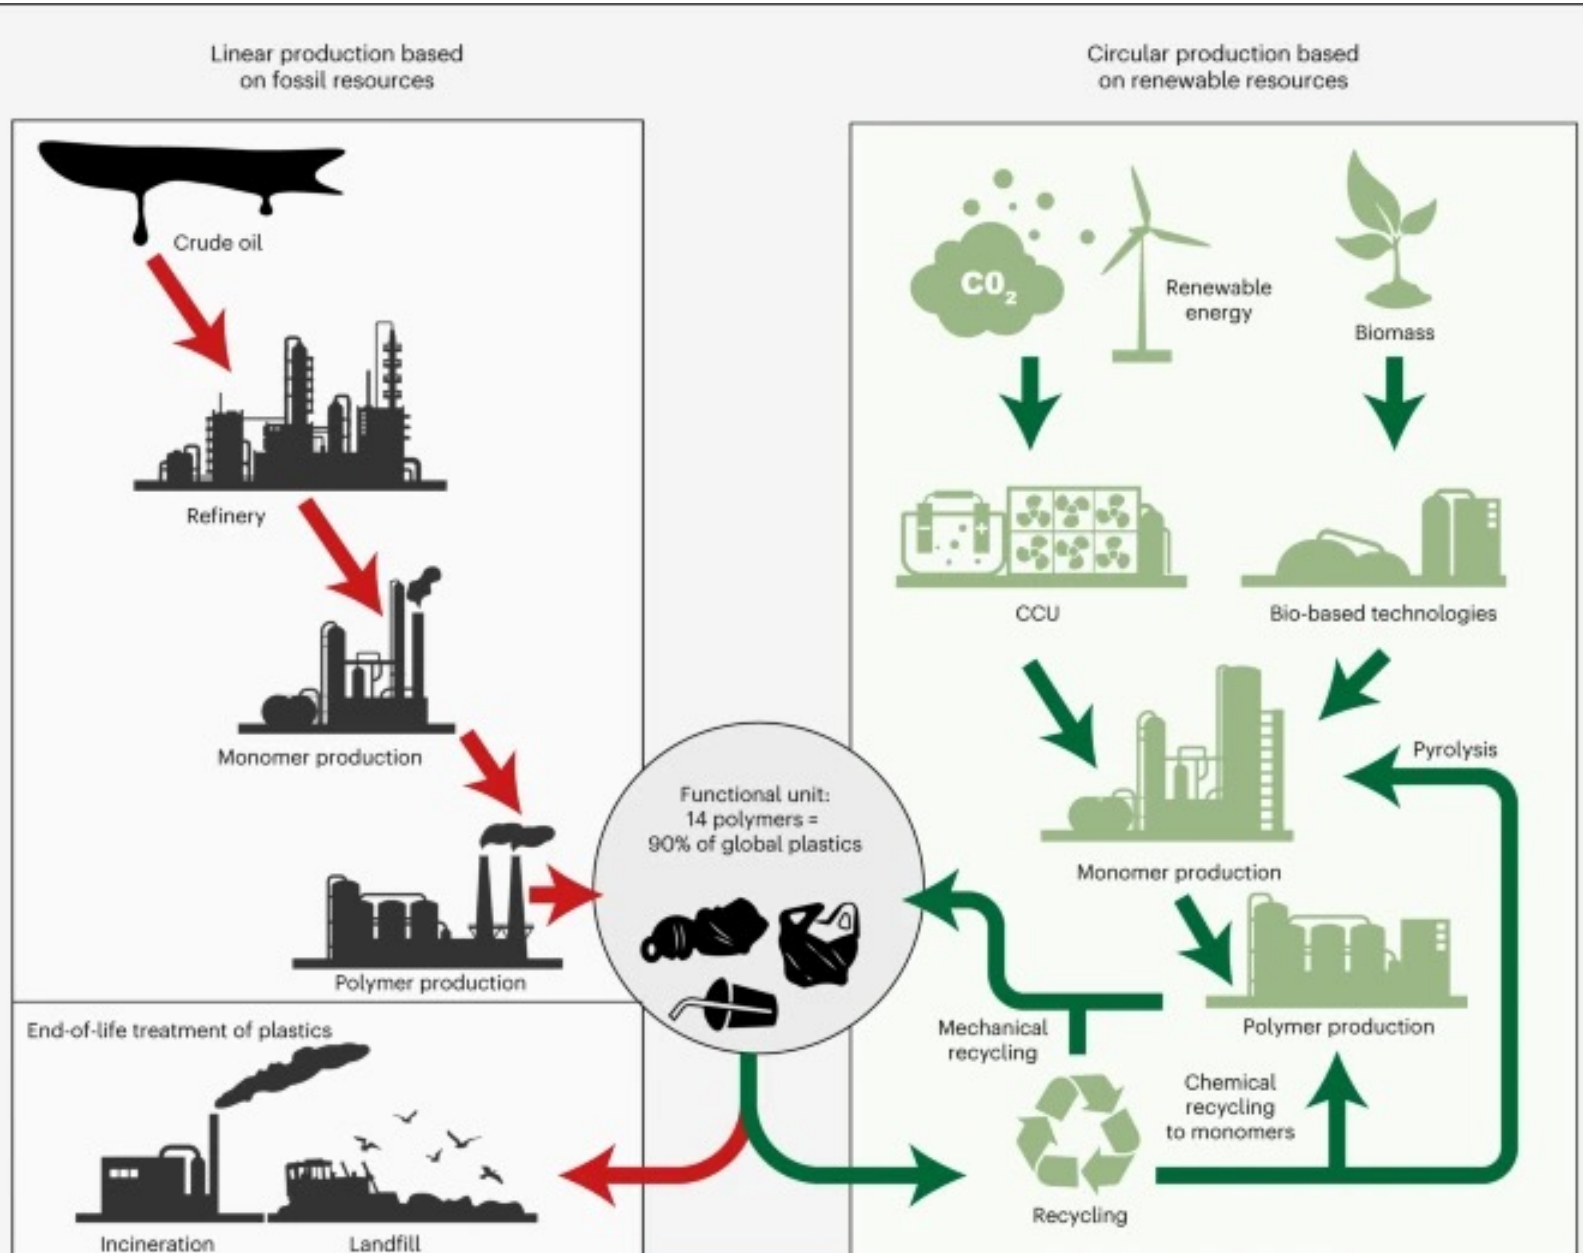 Linear production based
on fossil resources
Circular production based
on renewable resources
Crude oil
Refinery
Monomer production
Polymer production
End-of-life treatment of plastics
Incineration
Landfill
Functional unit:
14 polymers =
90% of global plastics
CO₂
Renewable
energy
Biomass
CCU
Bio-based technologies
Pyrolysis
Monomer production
Polymer production
Mechanical
recycling
Chemical
recycling
to monomers
Recycling